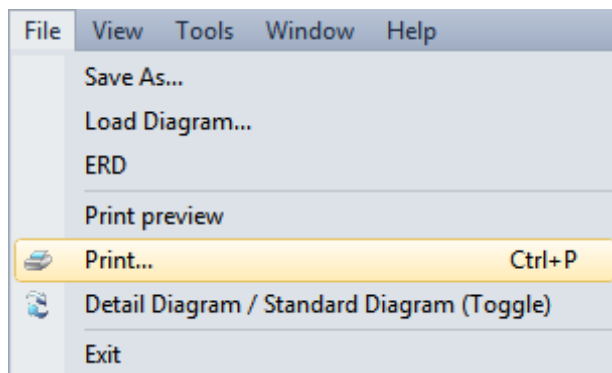 File View Tools Window Help
Save As...
Load Diagram...
ERD
Print preview
Print... Ctrl+P
Detail Diagram / Standard Diagram (Toggle)
Exit